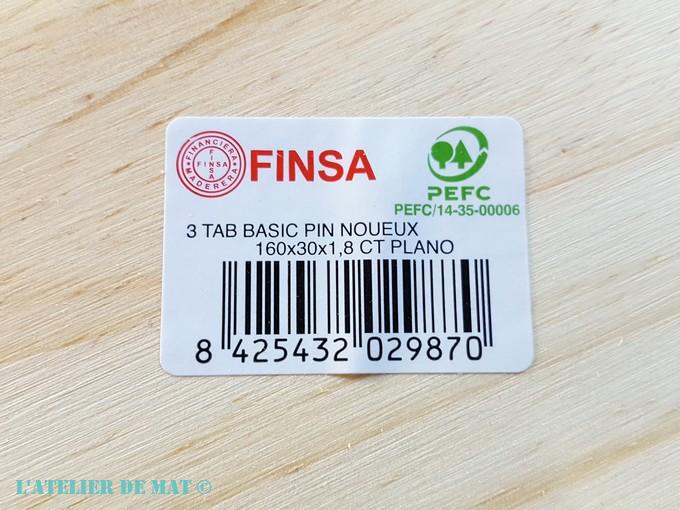 FINANCIERA MADERERA
FINSA
FINSA
FINSA
PEFC
PEFC/14-35-00006
3 TAB BASIC PIN NOUEUX
160x30x1,8 CT PLANO
8 425432 029870
L'ATELIER DE MAT ©